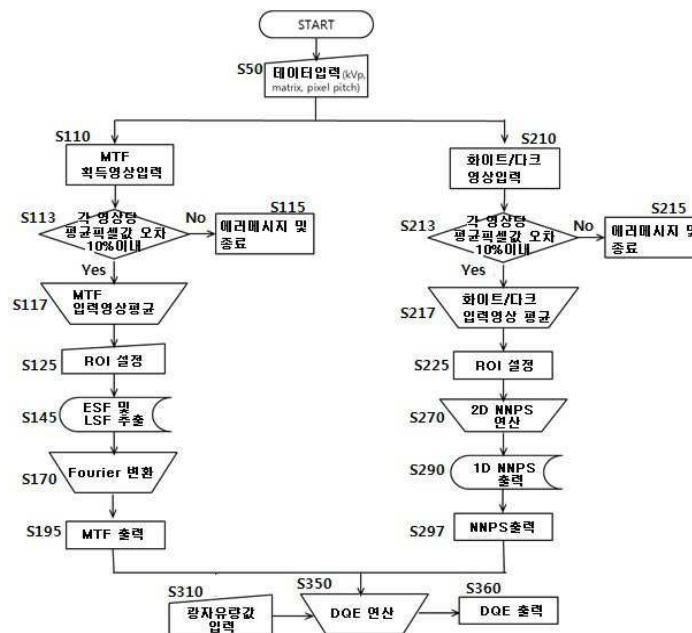 START
S50
데이터입력(kVp,
matrix, pixel pitch)
S110
MTF
획득영상입력
S113
각 영상당
평균픽셀값 오차
10%이내
No
S115
에러메시지 및
종료
Yes
S117
MTF
입력영상평균
S125
ROI 설정
S145
ESF 및
LSF 추출
S170
Fourier 변환
S195
MTF 출력
S210
화이트/다크
영상입력
S213
각 영상당
평균픽셀값 오차
10%이내
No
S215
에러메시지 및
종료
Yes
S217
화이트/다크
입력영상 평균
S225
ROI 설정
S270
2D NNPS
연산
S290
1D NNPS
출력
S297
NNPS출력
S310
광자유량값
입력
S350
DQE 연산
S360
DQE 출력